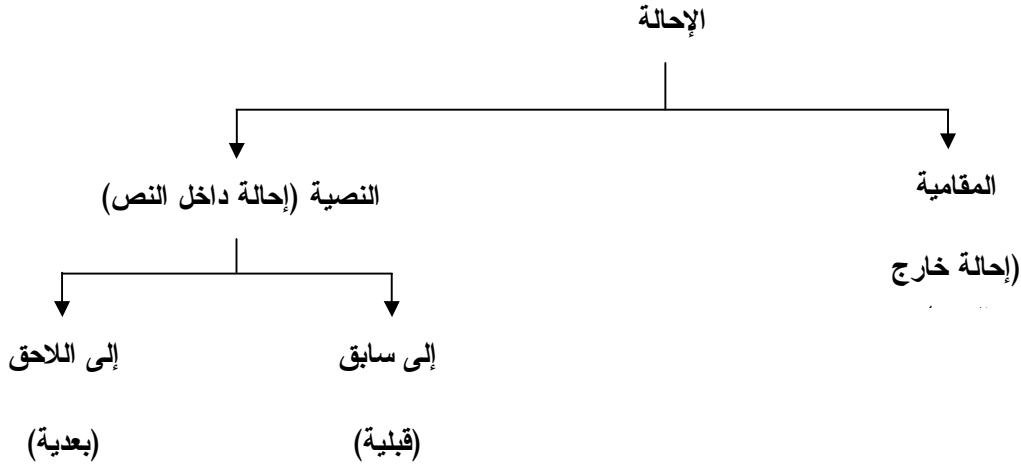 الإحالة
المقامية
(إحالة خارج
النصية (إحالة داخل النص)
إلى سابق
(قبلية)
إلى اللاحق
(بعدية)